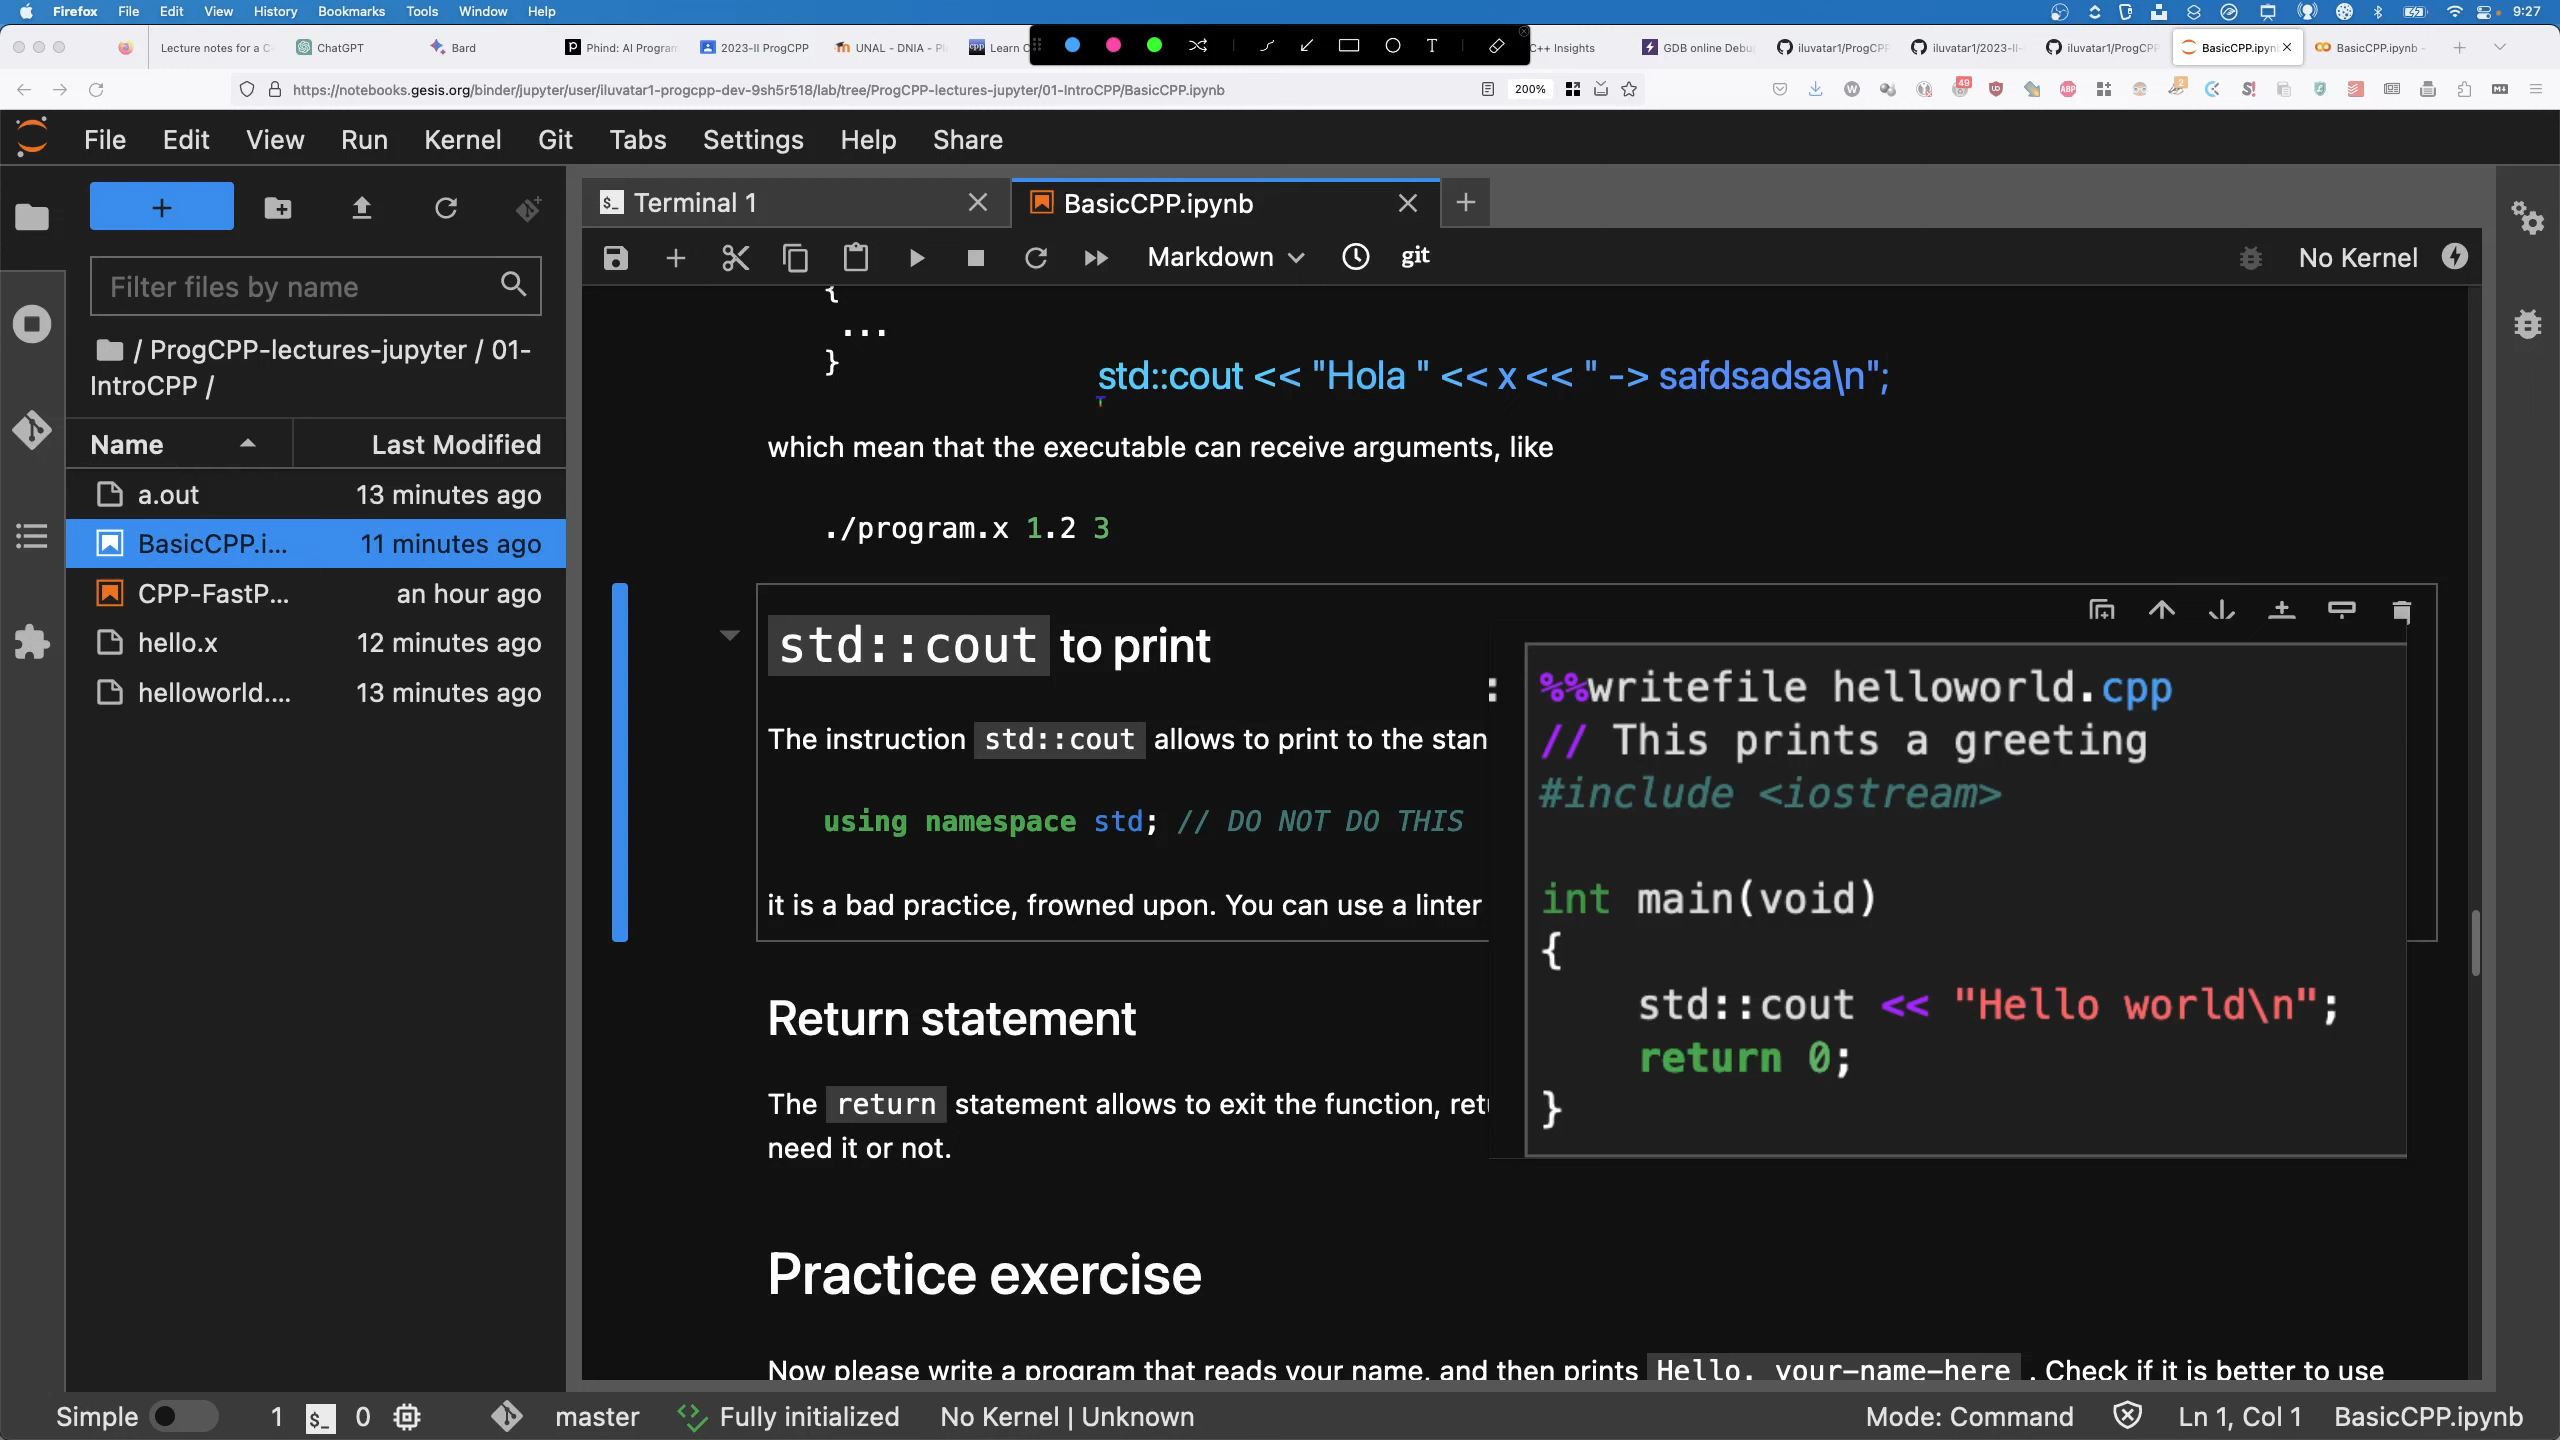 Firefox File Edit View History Bookmarks Tools Window Help 9:27
Lecture notes for a C ChatGPT Bard Phind: AI Program 2023-II ProgCPP UNAL - DNIA - Pl Learn C C++ Insights GDB online Debu iluvatar1/ProgCPP iluvatar1/2023-II- iluvatar1/ProgCPP BasicCPP.ipyn BasicCPP.ipynb -
https://notebooks.gesis.org/binder/jupyter/user/iluvatar1-progcpp-dev-9sh5r518/lab/tree/ProgCPP-lectures-jupyter/01-IntroCPP/BasicCPP.ipynb 200%
File Edit View Run Kernel Git Tabs Settings Help Share
Terminal 1 BasicCPP.ipynb
Markdown git No Kernel
Filter files by name
/ ProgCPP-lectures-jupyter / 01-
IntroCPP /
Name Last Modified
a.out 13 minutes ago
BasicCPP.i... 11 minutes ago
CPP-FastP... an hour ago
hello.x 12 minutes ago
helloworld.... 13 minutes ago
{
...
}
std::cout << "Hola " << x << " -> safdsadsa\n";
which mean that the executable can receive arguments, like
./program.x 1.2 3
std::cout to print
The instruction std::cout allows to print to the stan
using namespace std; // DO NOT DO THIS
it is a bad practice, frowned upon. You can use a linter
:
%%writefile helloworld.cpp
// This prints a greeting
#include <iostream>
int main(void)
{
std::cout << "Hello world\n";
return 0;
}
Return statement
The return statement allows to exit the function, retu
need it or not.
Practice exercise
Now please write a program that reads your name, and then prints Hello, your-name-here . Check if it is better to use
Simple 1 0 master Fully initialized No Kernel | Unknown Mode: Command Ln 1, Col 1 BasicCPP.ipynb